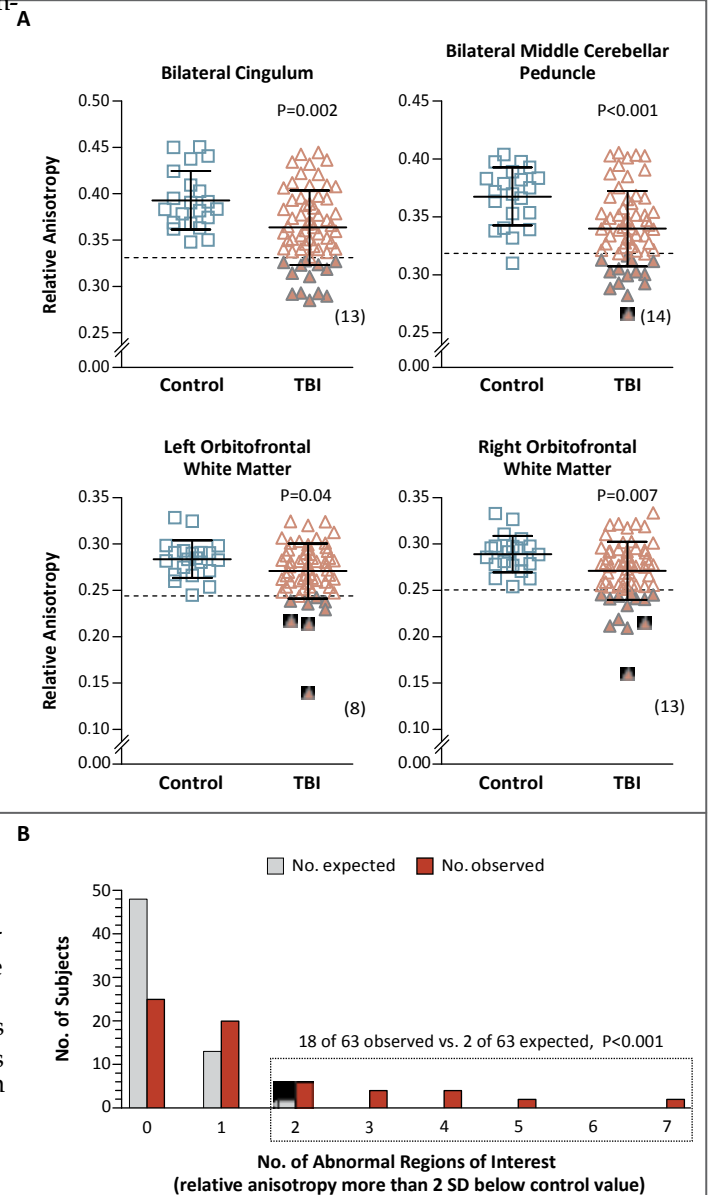 n-
A
Bilateral Cingulum
Bilateral Middle Cerebellar
Peduncle
P=0.002
P<0.001
Relative Anisotropy
0.50
0.45
0.40
0.35
0.30
0.25
0.00
(13)
Control
TBI
0.45
0.40
0.35
0.30
0.25
0.00
(14)
Control
TBI
Left Orbitofrontal
White Matter
Right Orbitofrontal
White Matter
P=0.04
P=0.007
Relative Anisotropy
0.35
0.30
0.25
0.20
0.15
0.10
0.00
(8)
Control
TBI
0.35
0.30
0.25
0.20
0.15
0.10
0.00
(13)
Control
TBI
B
No. expected
No. observed
No. of Subjects
50
40
30
20
10
0
18 of 63 observed vs. 2 of 63 expected, P<0.001
0 1 2 3 4 5 6 7
No. of Abnormal Regions of Interest
(relative anisotropy more than 2 SD below control value)